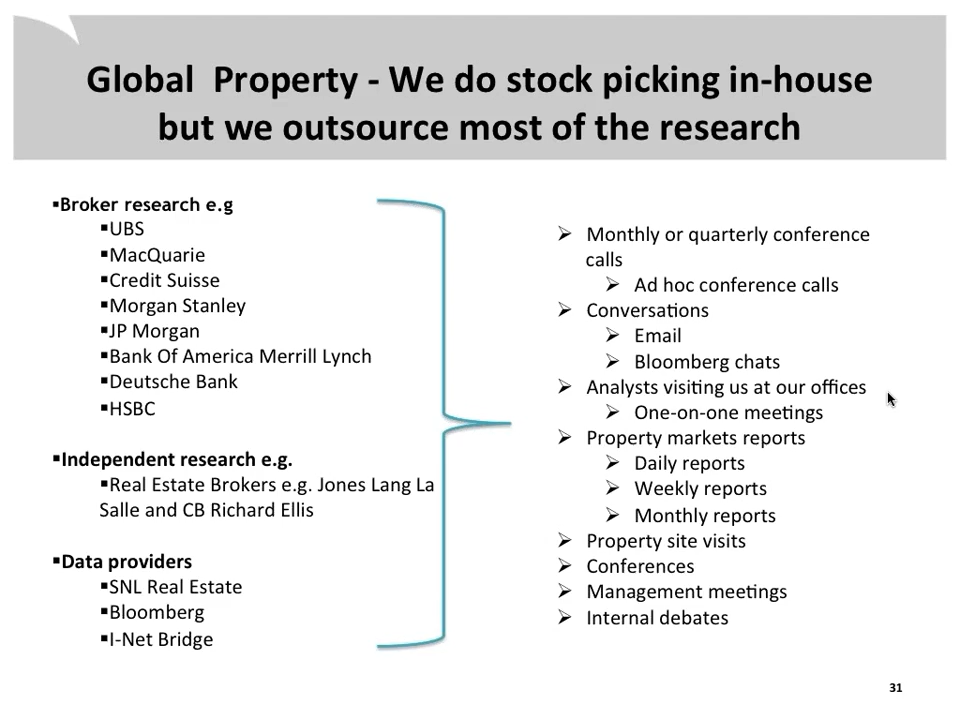 Global  Property - We do stock picking in-house
but we outsource most of the research
▪Broker research e.g
▪UBS
▪MacQuarie
▪Credit Suisse
▪Morgan Stanley
▪JP Morgan
▪Bank Of America Merrill Lynch
▪Deutsche Bank
▪HSBC
▪Independent research e.g.
▪Real Estate Brokers e.g. Jones Lang La
Salle and CB Richard Ellis
▪Data providers
▪SNL Real Estate
▪Bloomberg
▪I-Net Bridge
➢ Monthly or quarterly conference
calls
➢ Ad hoc conference calls
➢ Conversations
➢ Email
➢ Bloomberg chats
➢ Analysts visiting us at our offices
➢ One-on-one meetings
➢ Property markets reports
➢ Daily reports
➢ Weekly reports
➢ Monthly reports
➢ Property site visits
➢ Conferences
➢ Management meetings
➢ Internal debates
31